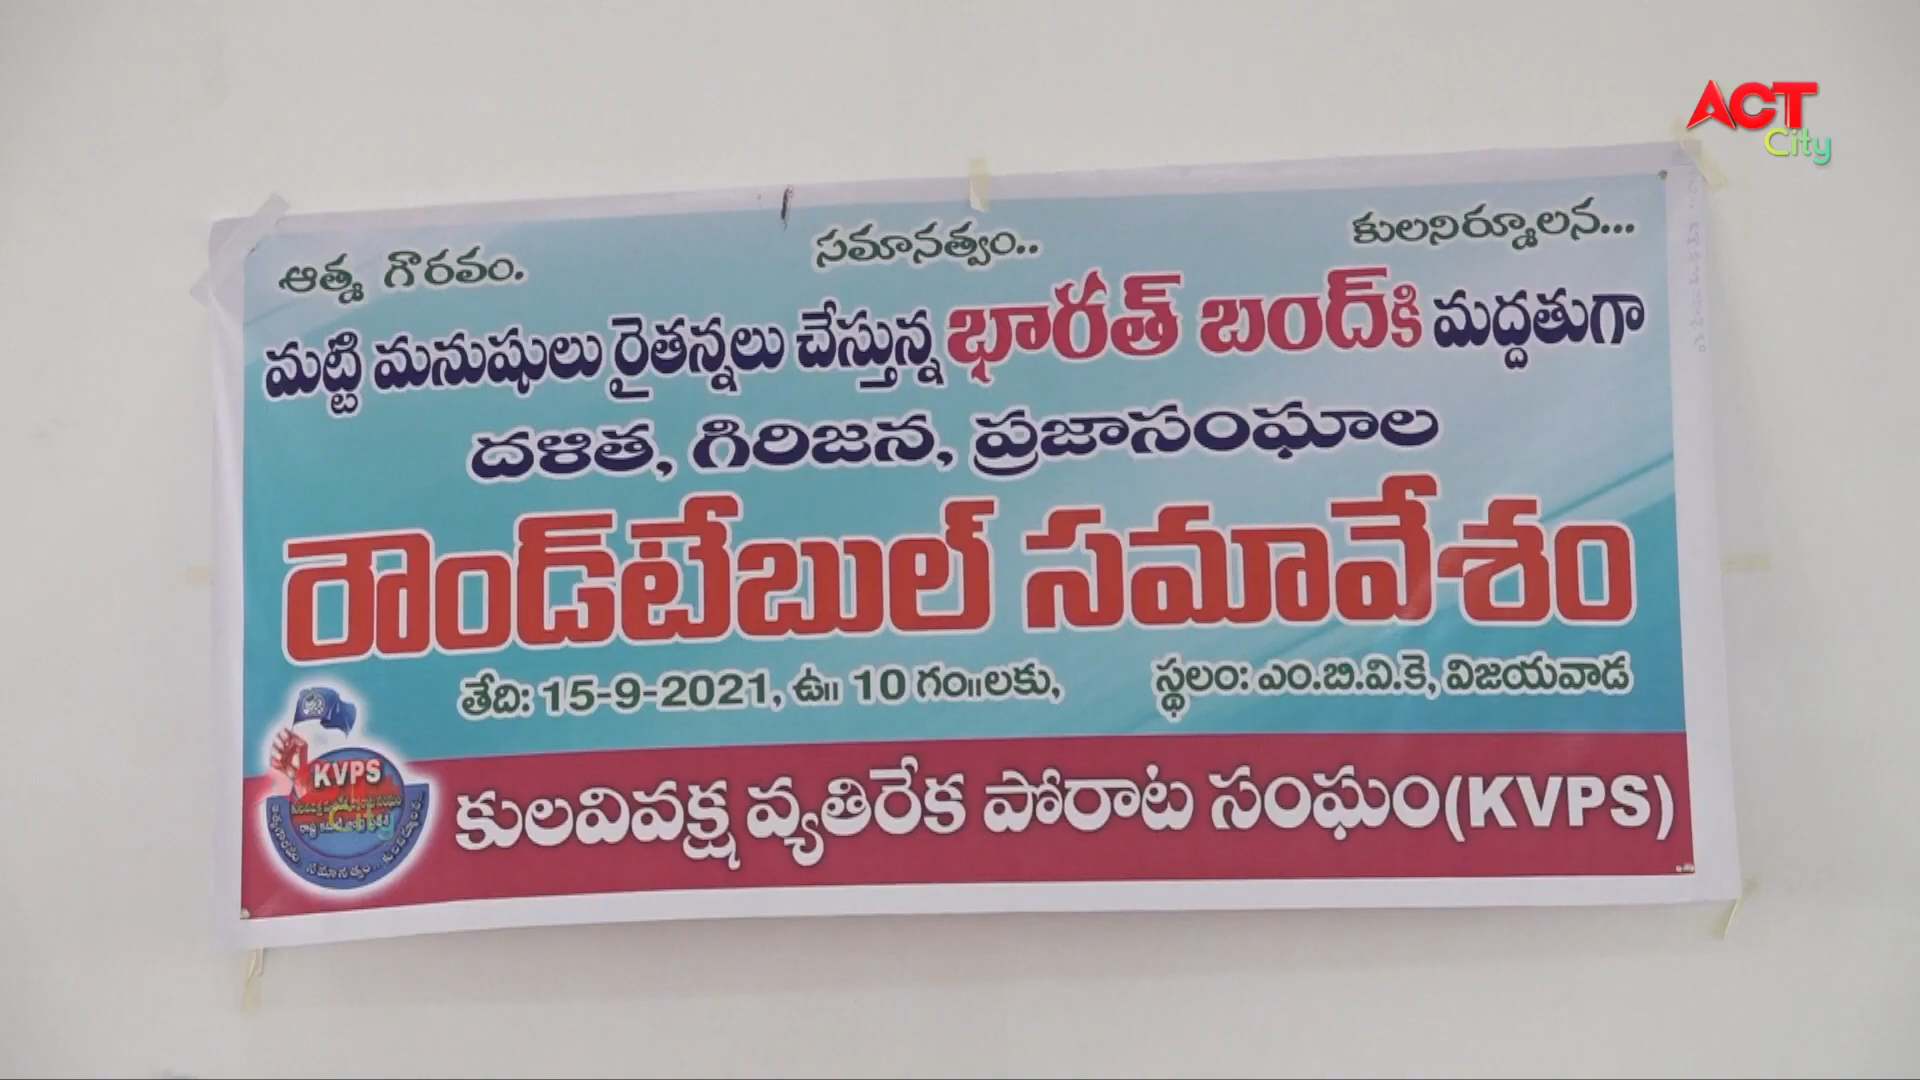 ACT
City
ఆత్మ గౌరవం. సమానత్వం.. కులనిర్మూలన...
మట్టి మనుషులు రైతన్నలు చేస్తున్న భారత్ బంద్‌కి మద్దతుగా
దళిత, గిరిజన, ప్రజాసంఘాల
రౌండ్‌టేబుల్ సమావేశం
తేది: 15-9-2021, ఉ॥ 10 గం॥లకు, స్థలం: ఎం.బి.వి.కె, విజయవాడ
KVPS
కులవివక్ష వ్యతిరేక పోరాట సంఘం(KVPS)